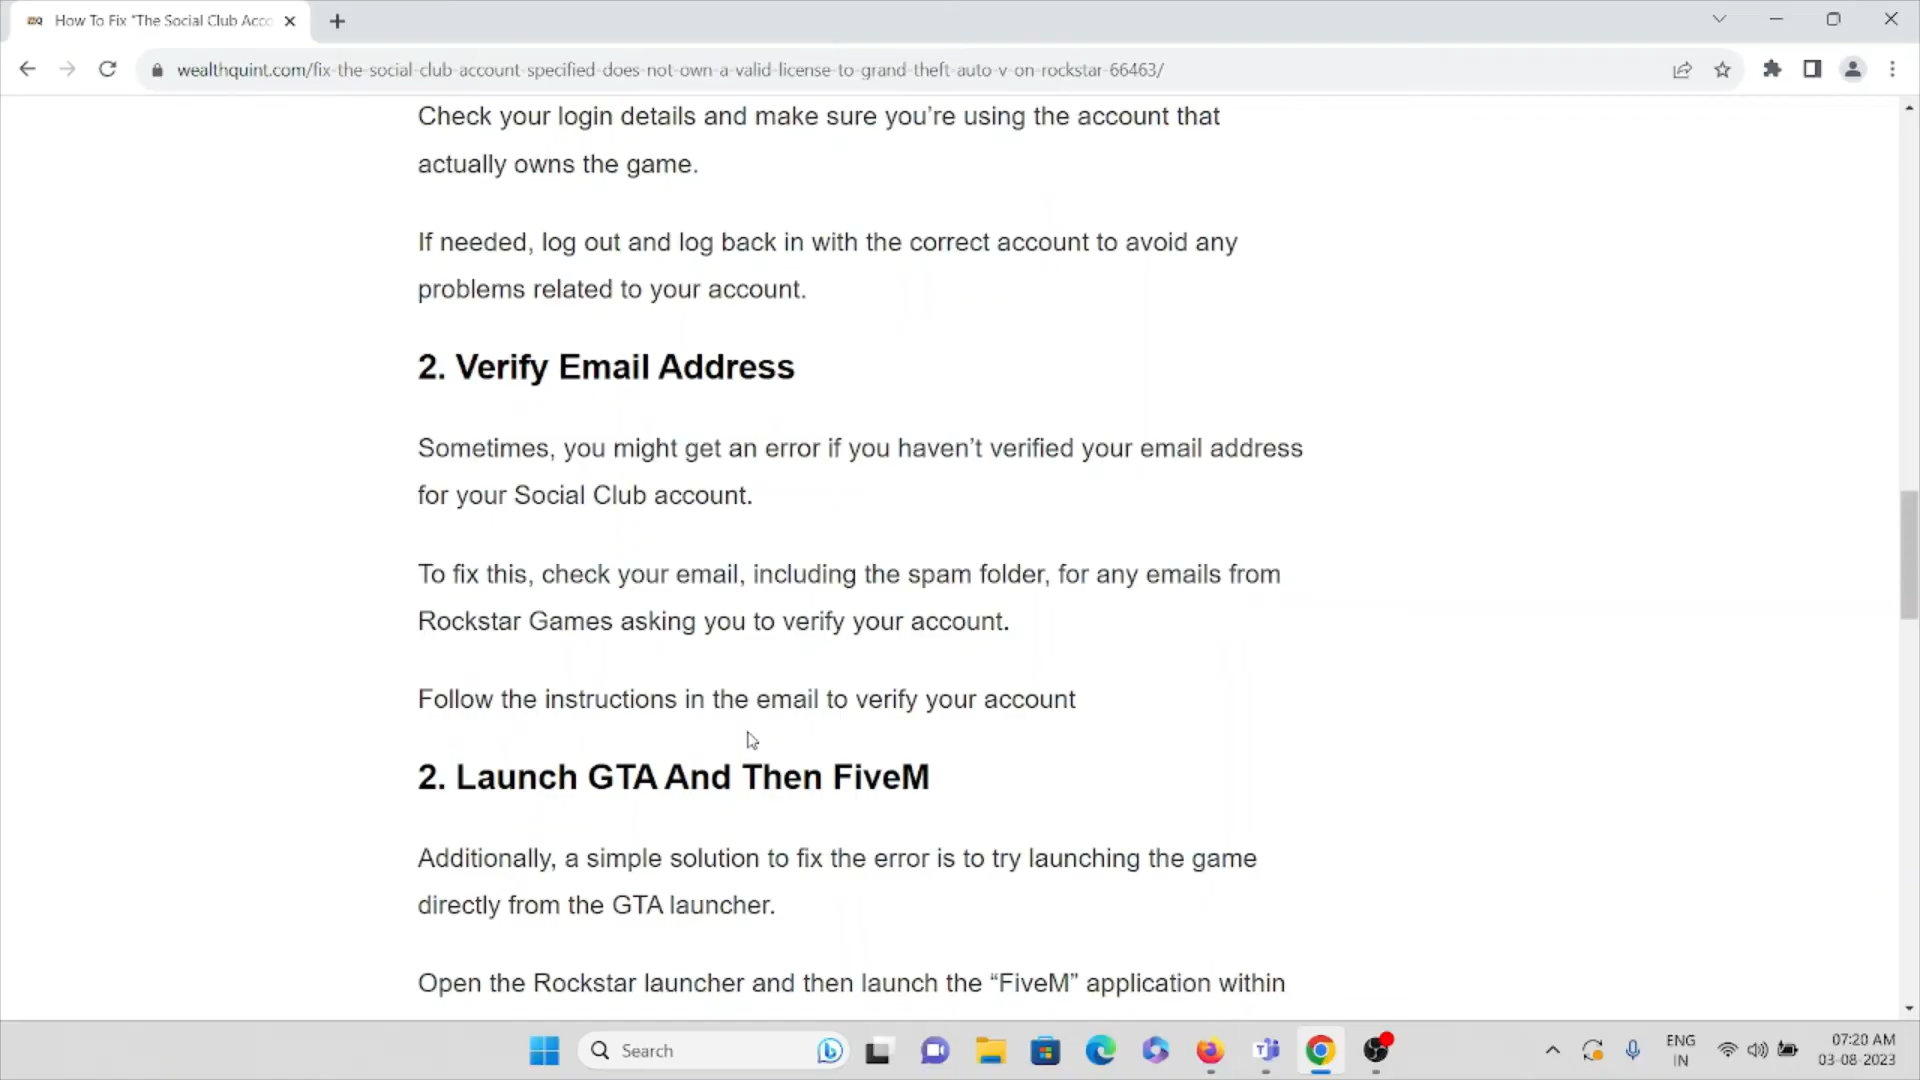 How To Fix "The Social Club Acco
wealthquint.com/fix-the-social-club-account-specified-does-not-own-a-valid-license-to-grand-theft-auto-v-on-rockstar-66463/
Check your login details and make sure you’re using the account that
actually owns the game.
If needed, log out and log back in with the correct account to avoid any
problems related to your account.
2. Verify Email Address
Sometimes, you might get an error if you haven’t verified your email address
for your Social Club account.
To fix this, check your email, including the spam folder, for any emails from
Rockstar Games asking you to verify your account.
Follow the instructions in the email to verify your account
2. Launch GTA And Then FiveM
Additionally, a simple solution to fix the error is to try launching the game
directly from the GTA launcher.
Open the Rockstar launcher and then launch the “FiveM” application within
Search
ENG
IN
07:20 AM
03-08-2023